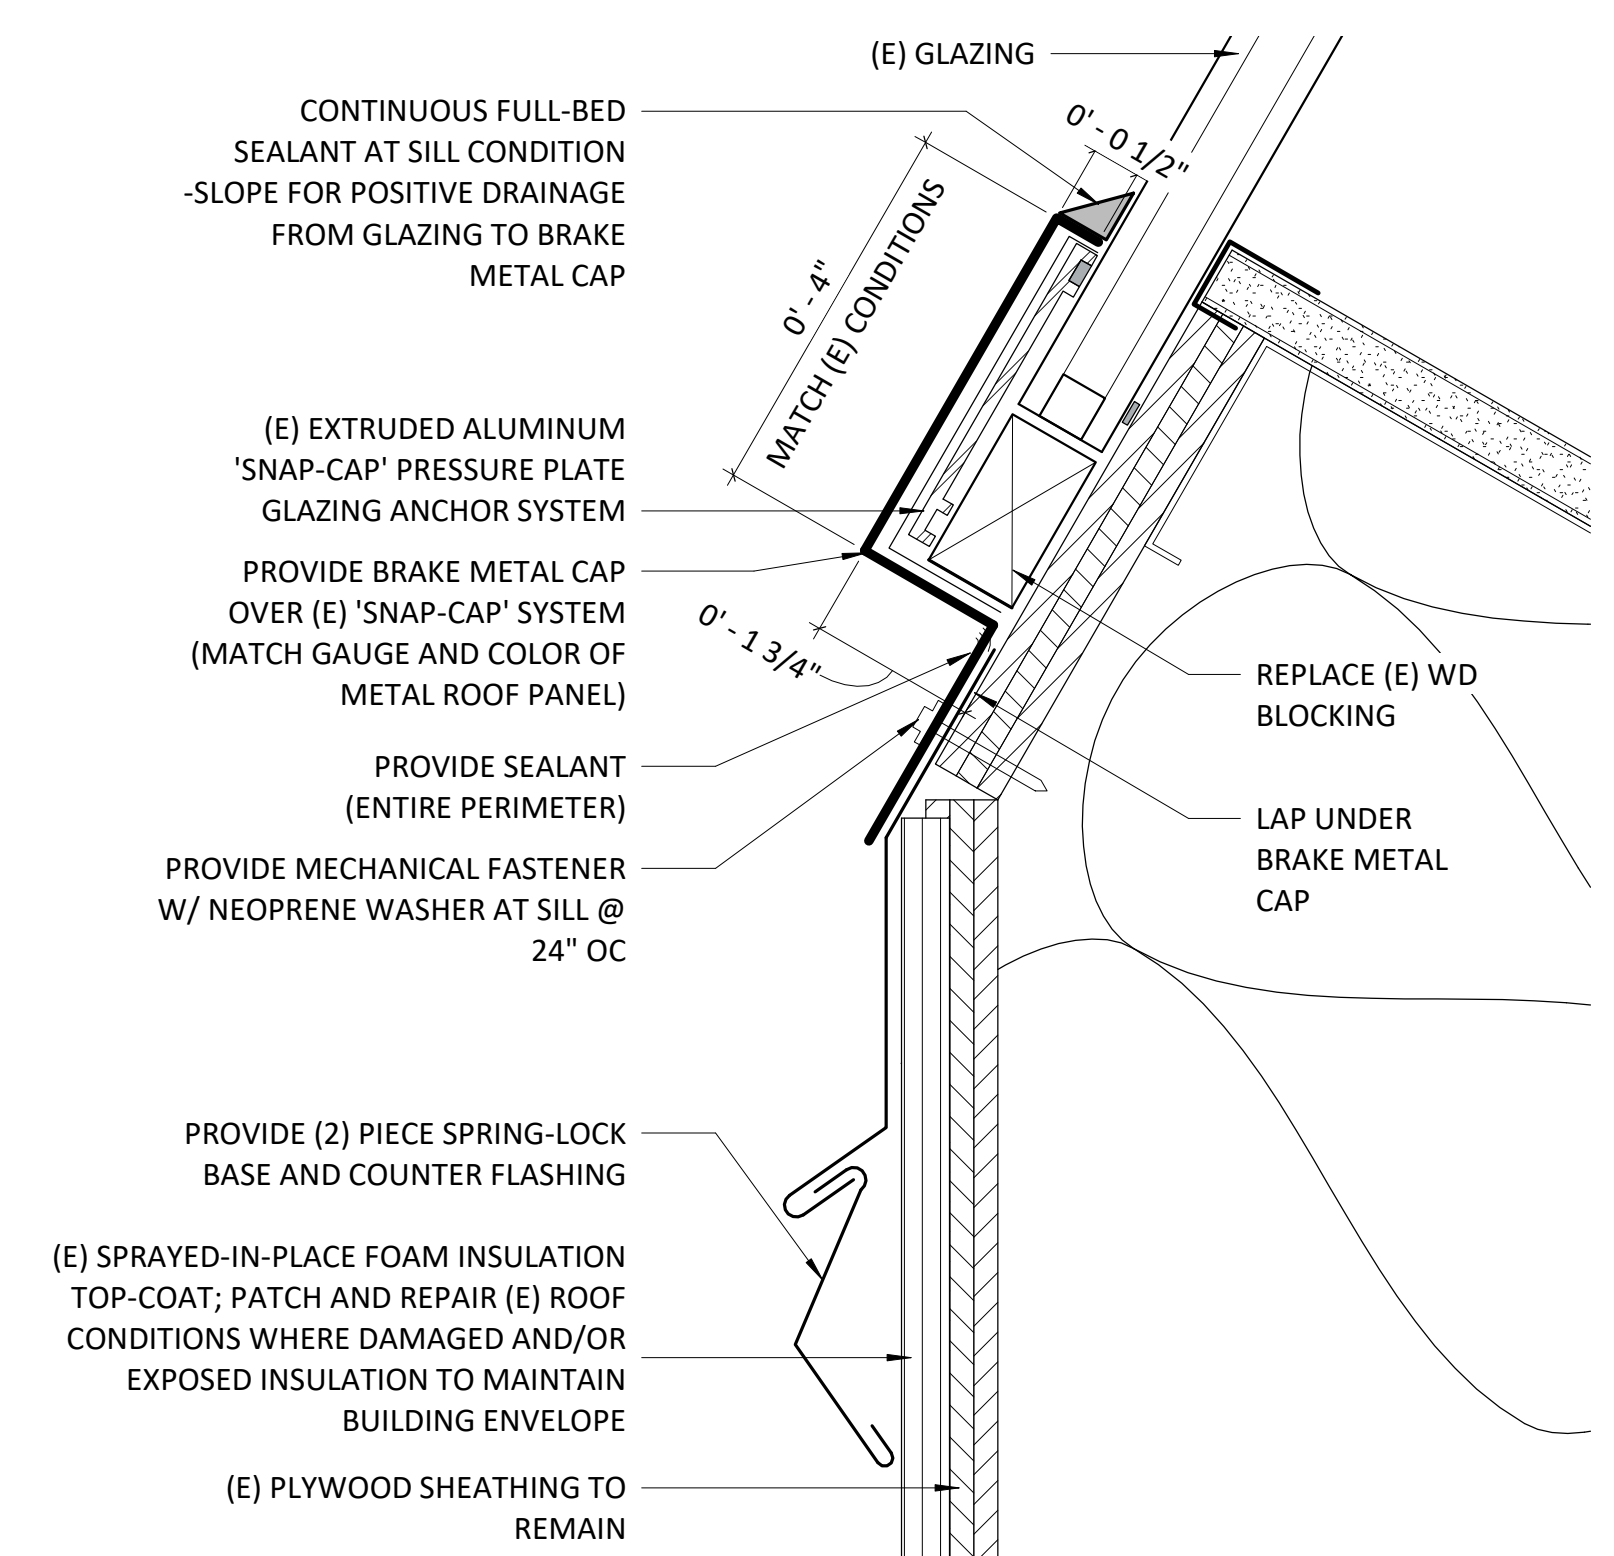 (E) GLAZING
CONTINUOUS FULL-BED
SEALANT AT SILL CONDITION
-SLOPE FOR POSITIVE DRAINAGE
FROM GLAZING TO BRAKE
METAL CAP
0' - 0 1/2"
0' - 4"
MATCH (E) CONDITIONS
(E) EXTRUDED ALUMINUM
'SNAP-CAP' PRESSURE PLATE
GLAZING ANCHOR SYSTEM
PROVIDE BRAKE METAL CAP
OVER (E) 'SNAP-CAP' SYSTEM
(MATCH GAUGE AND COLOR OF
METAL ROOF PANEL)
0' - 1 3/4"
REPLACE (E) WD
BLOCKING
PROVIDE SEALANT
(ENTIRE PERIMETER)
LAP UNDER
BRAKE METAL
CAP
PROVIDE MECHANICAL FASTENER
W/ NEOPRENE WASHER AT SILL @
24" OC
PROVIDE (2) PIECE SPRING-LOCK
BASE AND COUNTER FLASHING
(E) SPRAYED-IN-PLACE FOAM INSULATION
TOP-COAT; PATCH AND REPAIR (E) ROOF
CONDITIONS WHERE DAMAGED AND/OR
EXPOSED INSULATION TO MAINTAIN
BUILDING ENVELOPE
(E) PLYWOOD SHEATHING TO
REMAIN